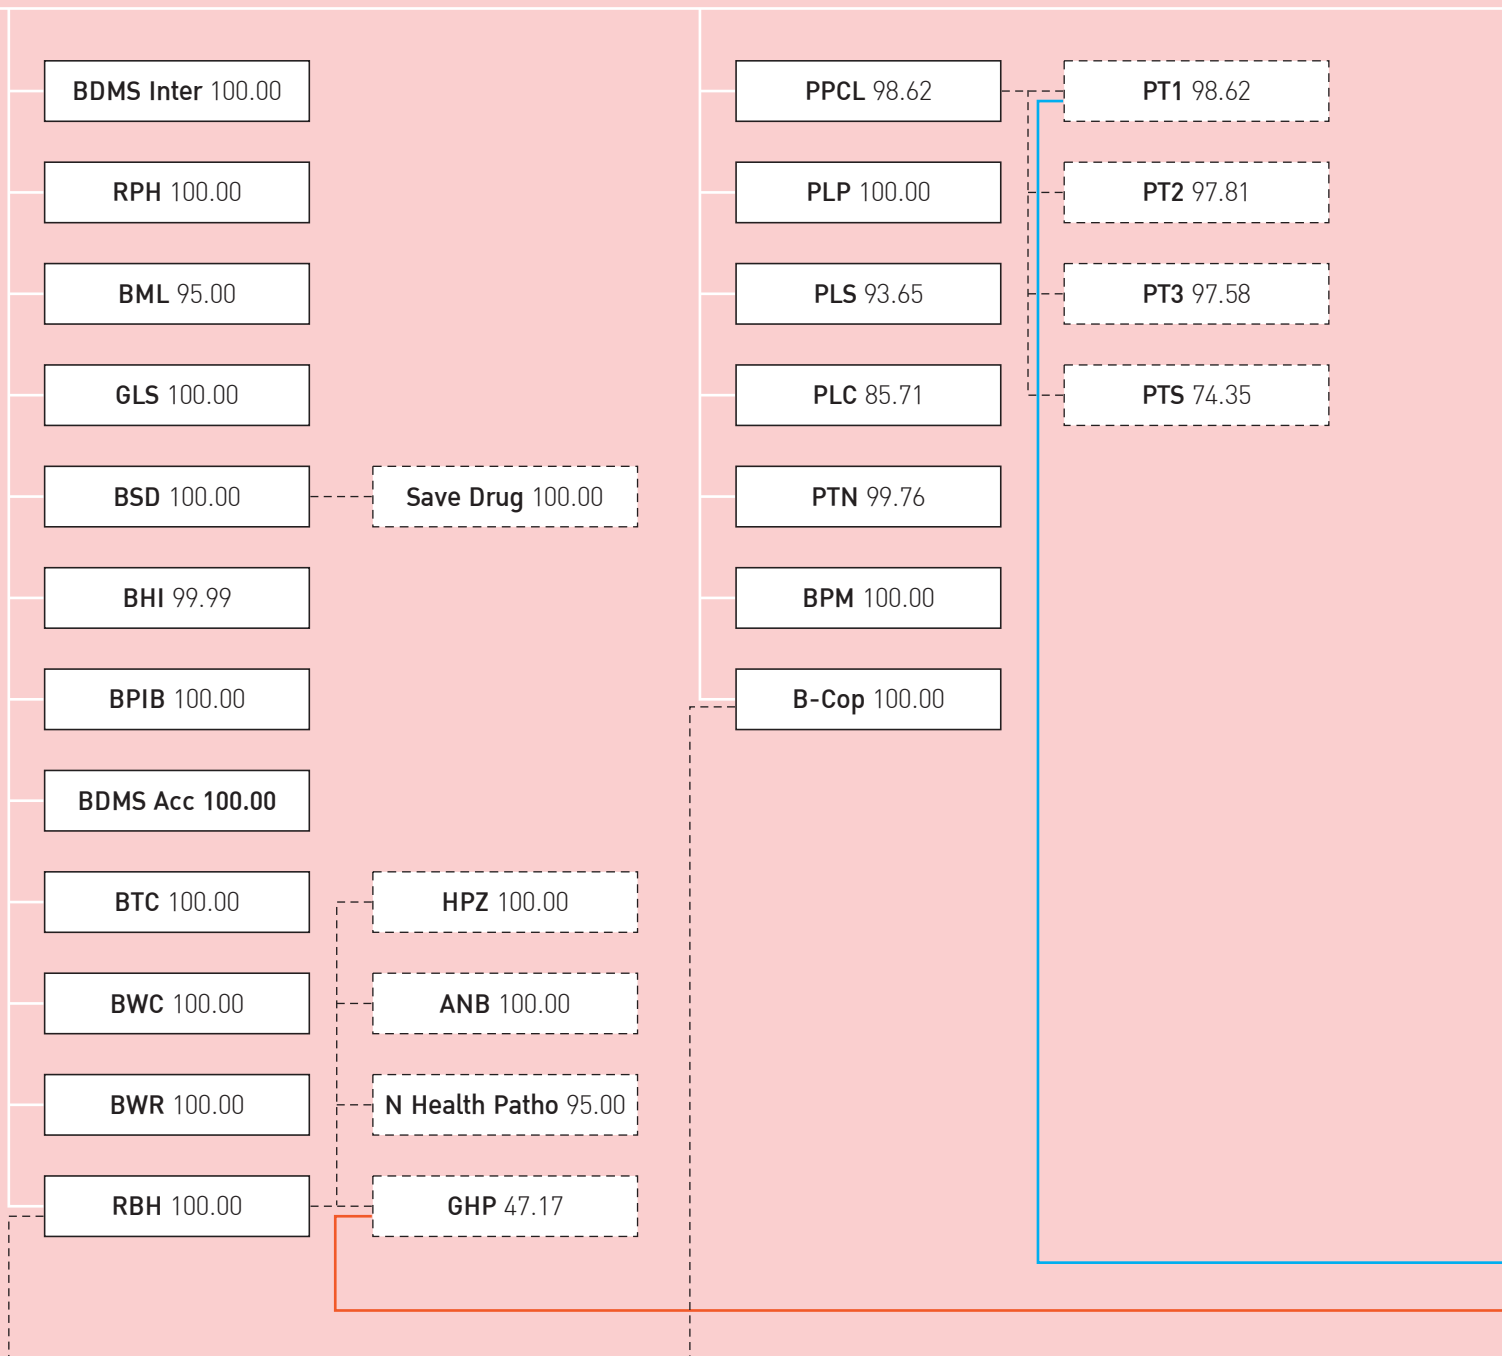 BDMS Inter 100.00
RPH 100.00
BML 95.00
GLS 100.00
BSD 100.00
Save Drug 100.00
BHI 99.99
BPIB 100.00
BDMS Acc 100.00
BTC 100.00
HPZ 100.00
BWC 100.00
ANB 100.00
BWR 100.00
N Health Patho 95.00
RBH 100.00
GHP 47.17
PPCL 98.62
PT1 98.62
PLP 100.00
PT2 97.81
PLS 93.65
PT3 97.58
PLC 85.71
PTS 74.35
PTN 99.76
BPM 100.00
B-Cop 100.00